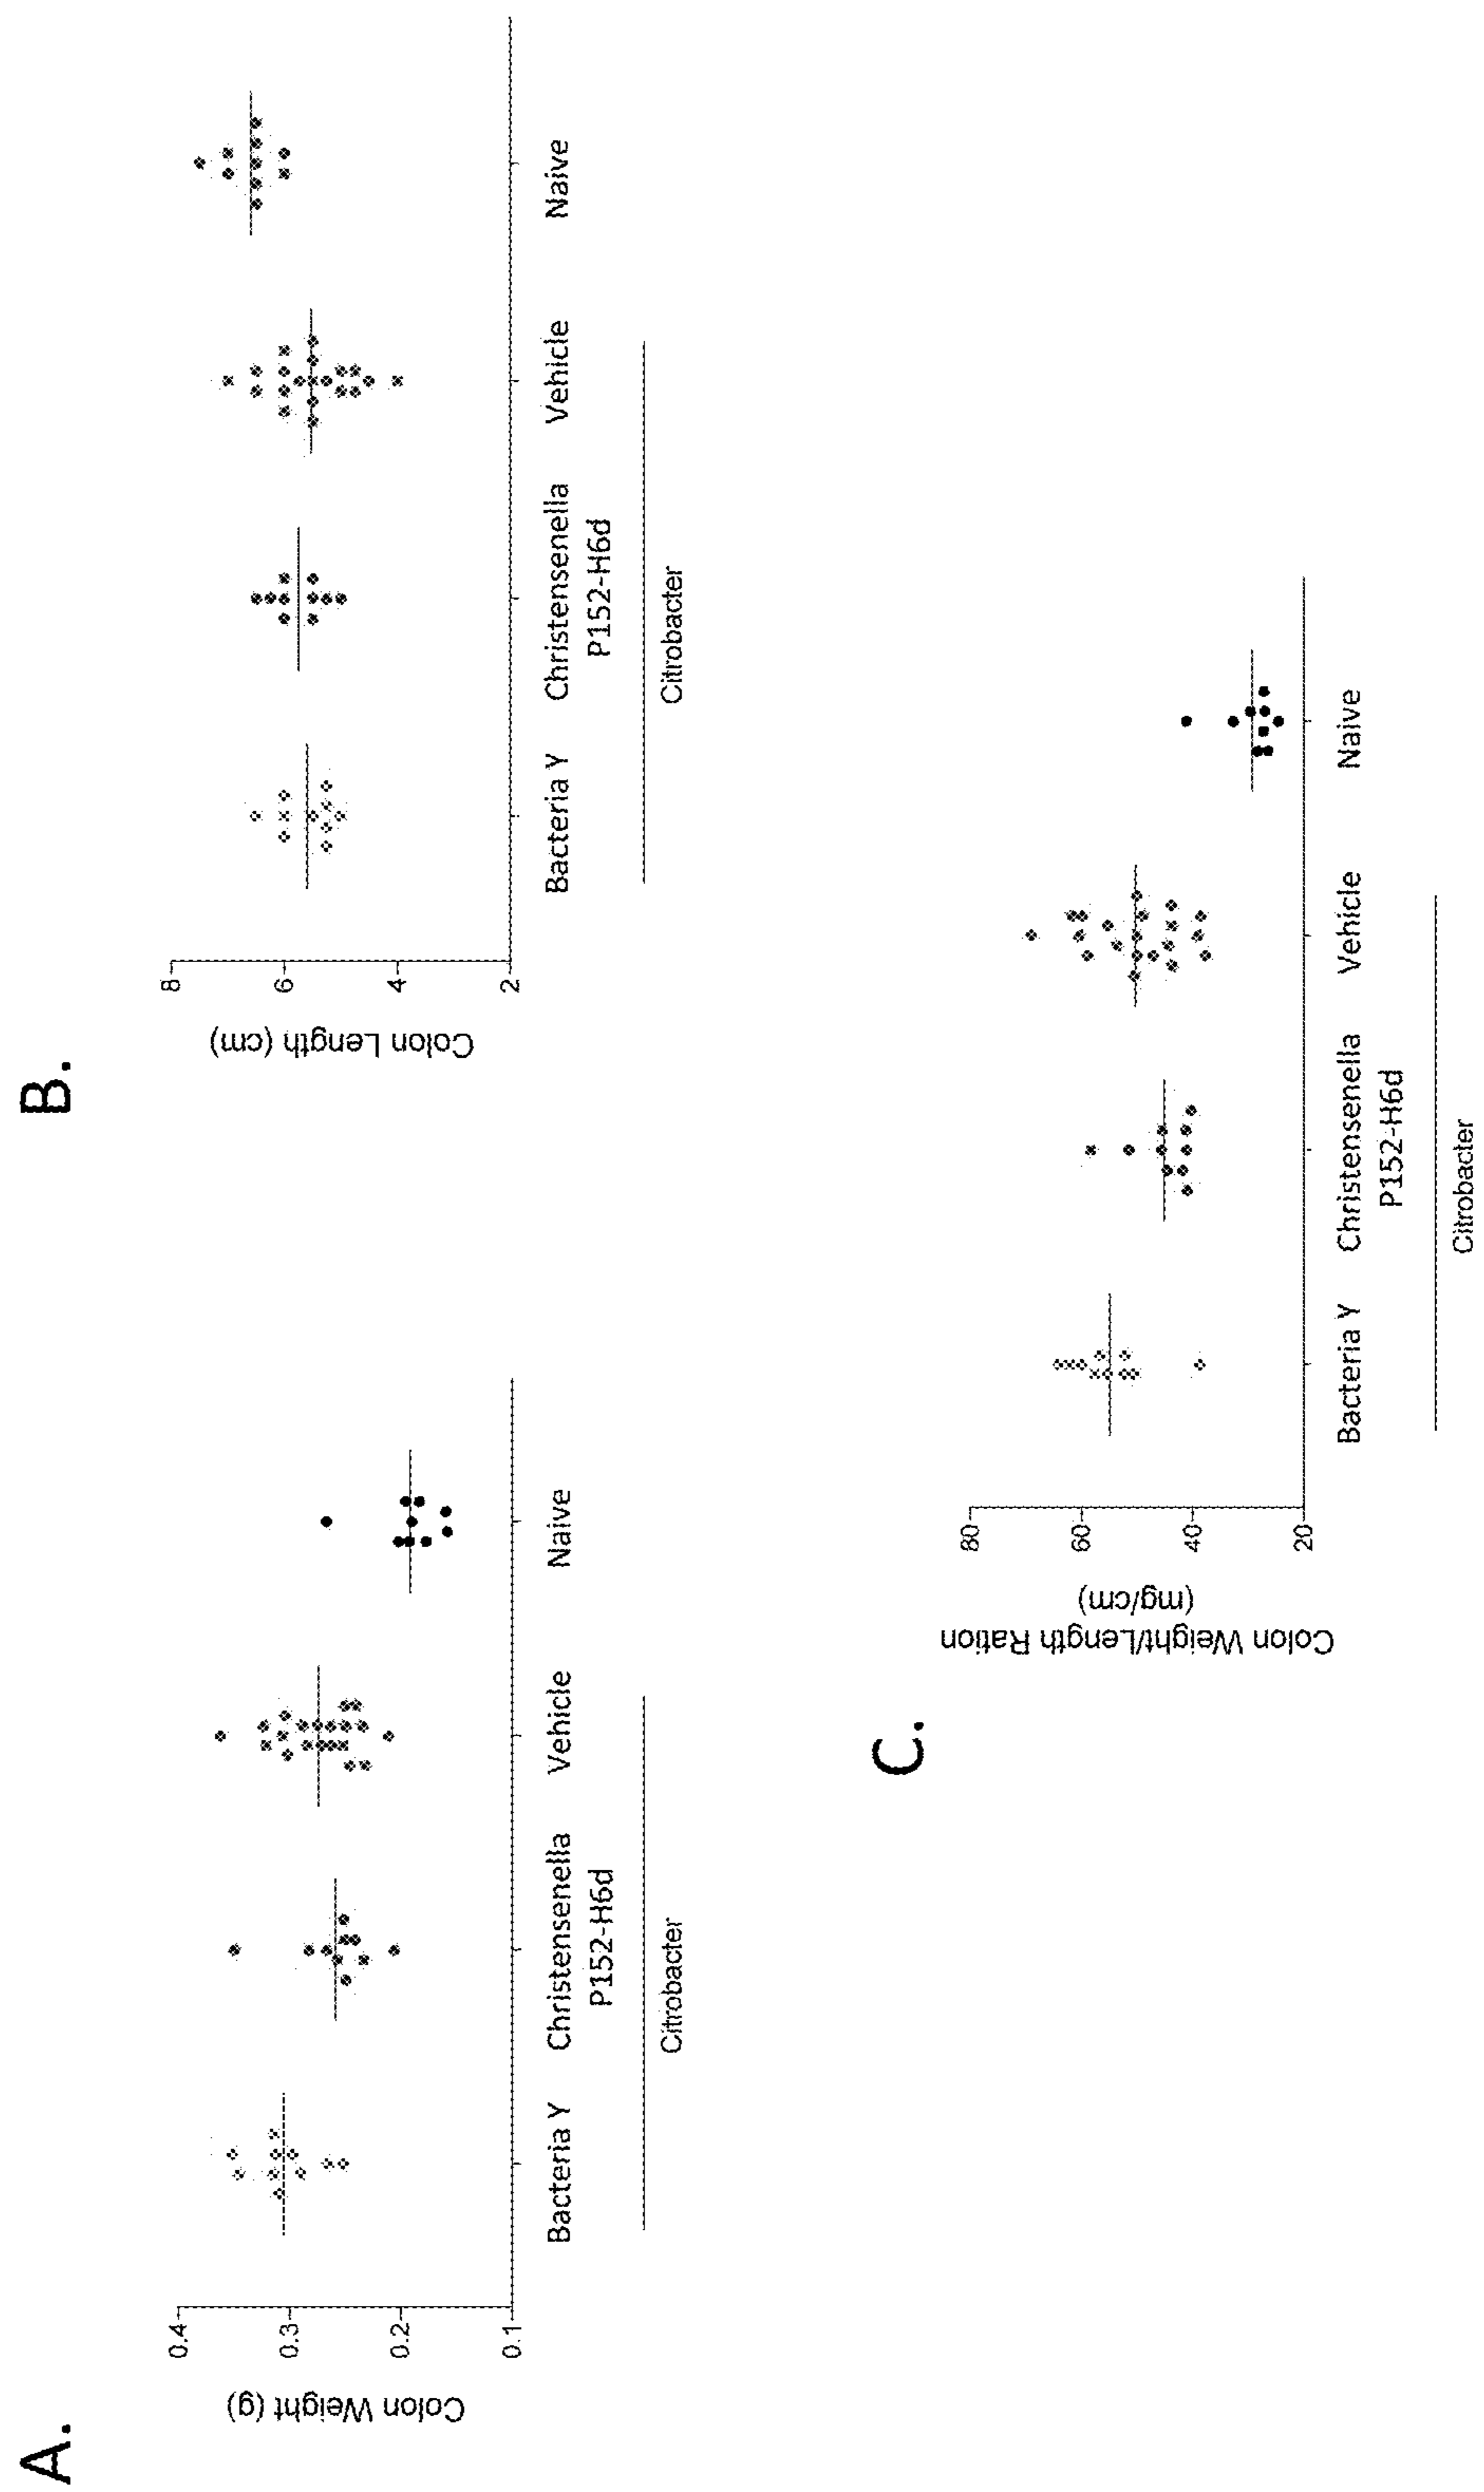 A.
Colon Weight (g)
0.4
0.3
0.2
0.1
Bacteria Y Christensenella Vehicle Naive
P152-H6d
Citrobacter
B.
Colon Length (cm)
8
6
4
2
Bacteria Y Christensenella Vehicle Naive
P152-H6d
Citrobacter
C.
Colon Weight/Length Ration
(mg/cm)
80
60
40
20
Bacteria Y Christensenella Vehicle Naive
P152-H6d
Citrobacter